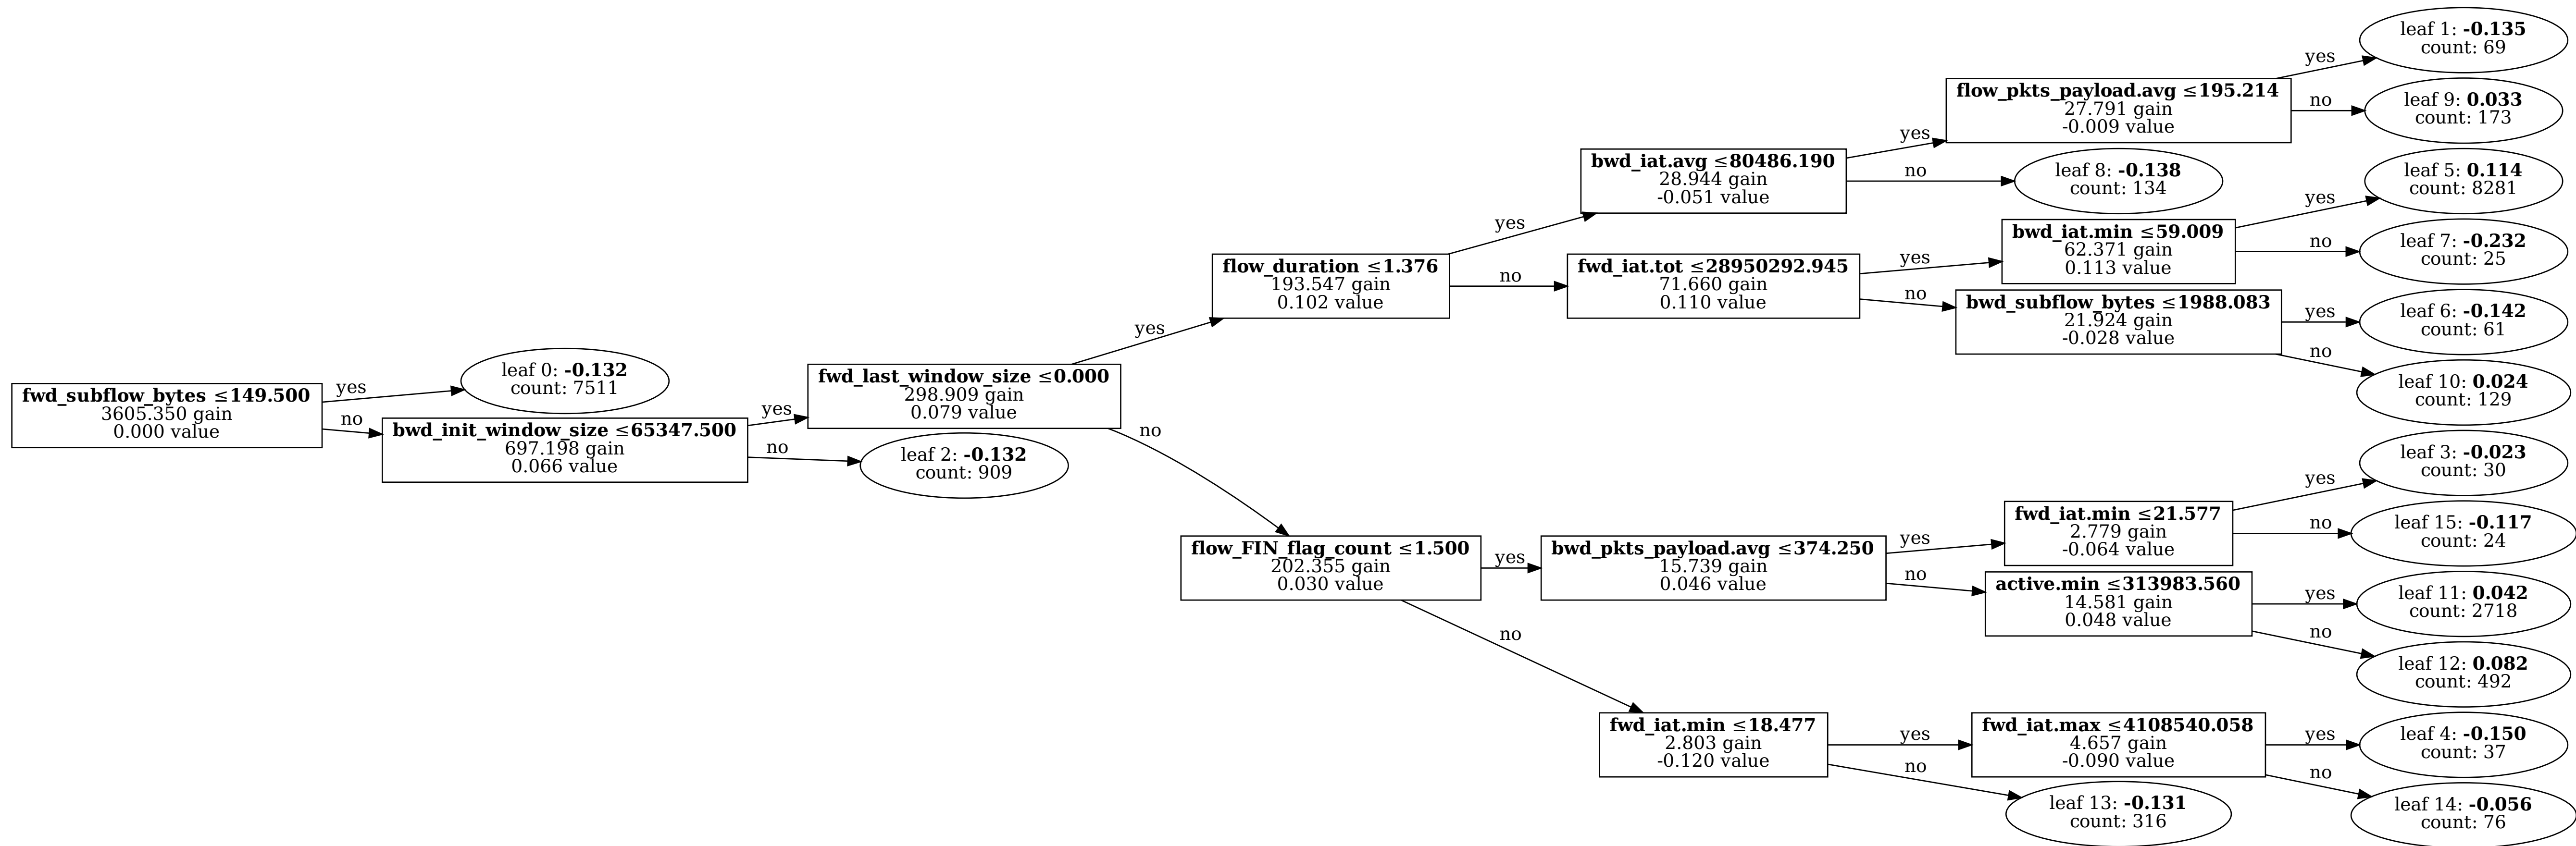 fwd_subflow_bytes ≤149.500
3605.350 gain
0.000 value
yes
no
leaf 0: -0.132
count: 7511
bwd_init_window_size ≤65347.500
697.198 gain
0.066 value
yes
no
fwd_last_window_size ≤0.000
298.909 gain
0.079 value
leaf 2: -0.132
count: 909
yes
no
flow_duration ≤1.376
193.547 gain
0.102 value
yes
no
bwd_iat.avg ≤80486.190
28.944 gain
-0.051 value
yes
no
flow_pkts_payload.avg ≤195.214
27.791 gain
-0.009 value
yes
no
leaf 1: -0.135
count: 69
leaf 9: 0.033
count: 173
leaf 8: -0.138
count: 134
fwd_iat.tot ≤28950292.945
71.660 gain
0.110 value
yes
no
bwd_iat.min ≤59.009
62.371 gain
0.113 value
yes
no
leaf 5: 0.114
count: 8281
leaf 7: -0.232
count: 25
bwd_subflow_bytes ≤1988.083
21.924 gain
-0.028 value
yes
no
leaf 6: -0.142
count: 61
leaf 10: 0.024
count: 129
flow_FIN_flag_count ≤1.500
202.355 gain
0.030 value
yes
no
bwd_pkts_payload.avg ≤374.250
15.739 gain
0.046 value
yes
no
fwd_iat.min ≤21.577
2.779 gain
-0.064 value
yes
no
leaf 3: -0.023
count: 30
leaf 15: -0.117
count: 24
active.min ≤313983.560
14.581 gain
0.048 value
yes
no
leaf 11: 0.042
count: 2718
leaf 12: 0.082
count: 492
fwd_iat.min ≤18.477
2.803 gain
-0.120 value
yes
no
fwd_iat.max ≤4108540.058
4.657 gain
-0.090 value
yes
no
leaf 4: -0.150
count: 37
leaf 14: -0.056
count: 76
leaf 13: -0.131
count: 316